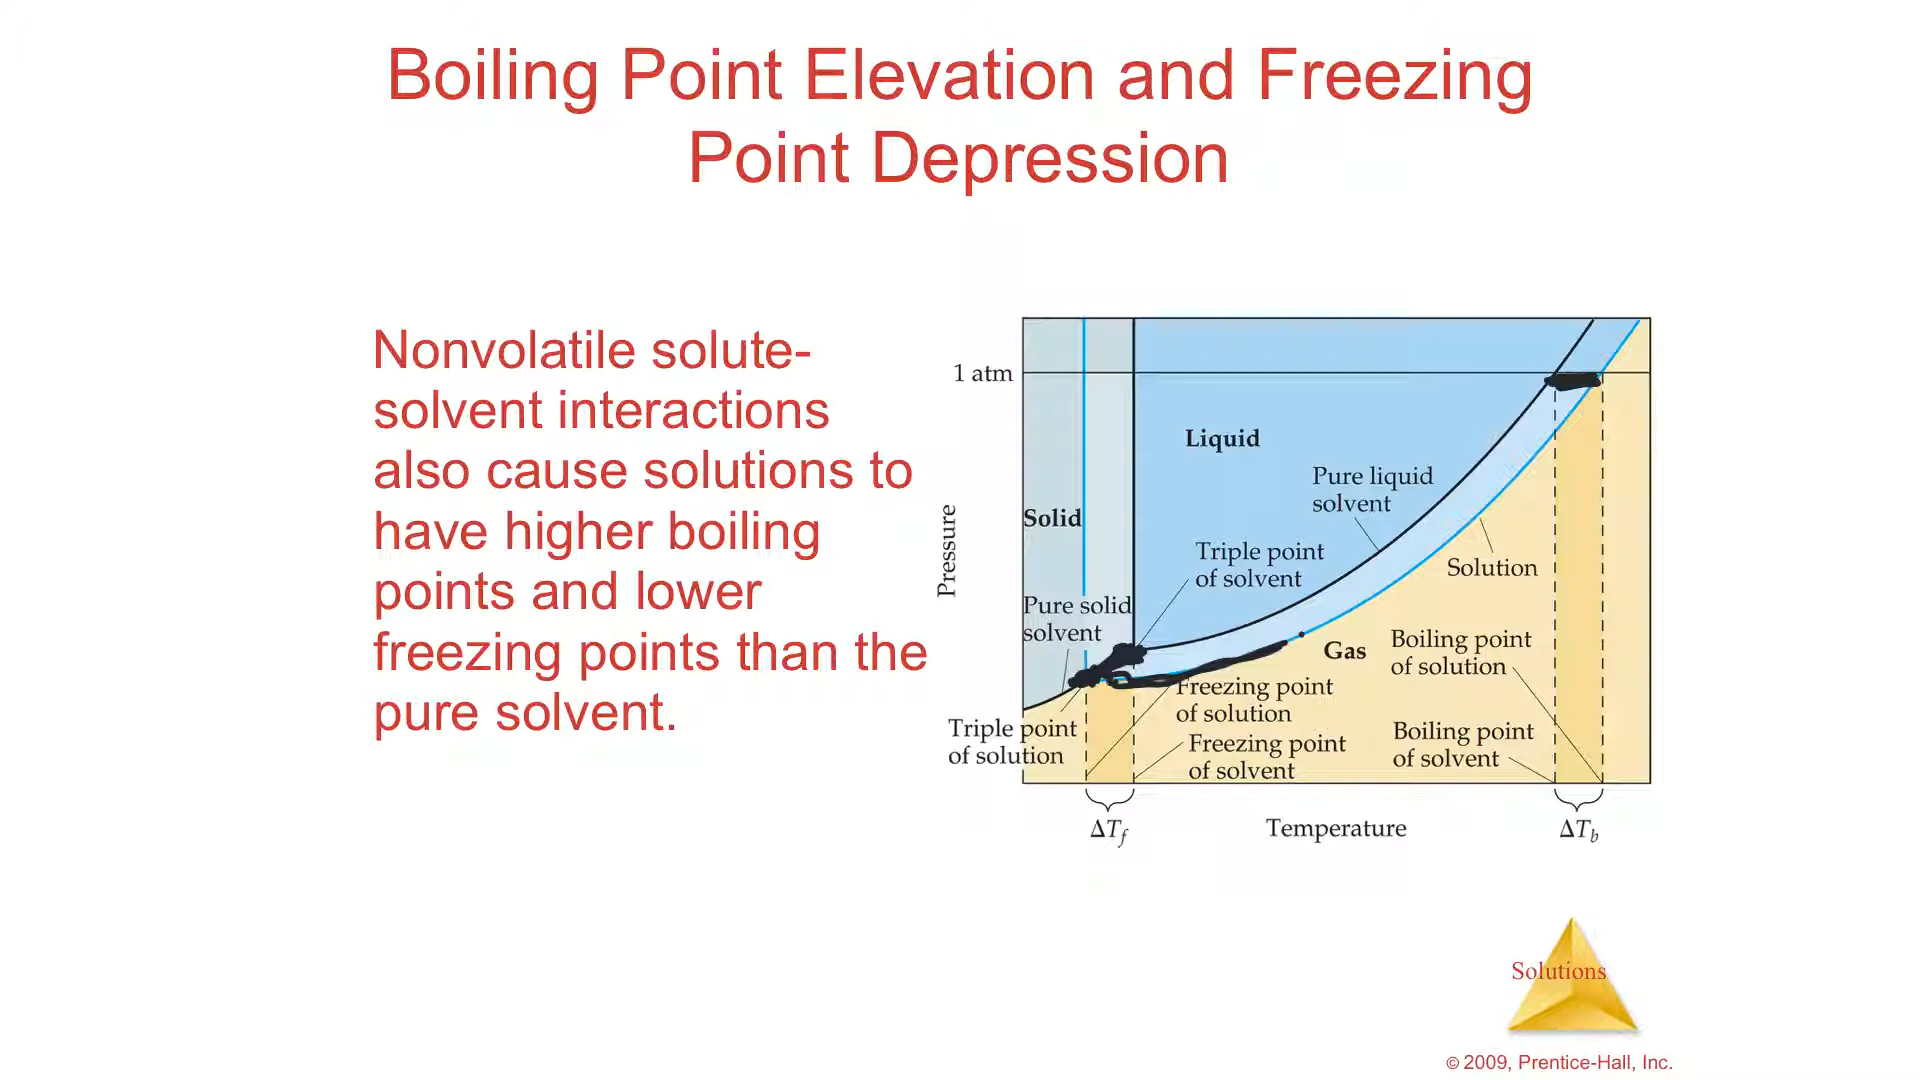 Boiling Point Elevation and Freezing
Point Depression
Nonvolatile solute-
solvent interactions
also cause solutions to
have higher boiling
points and lower
freezing points than the
pure solvent.
1 atm
Liquid
Pure liquid
solvent
Solid
Pressure
Triple point
of solvent
Solution
Pure solid
solvent
Gas
Boiling point
of solution
Freezing point
of solution
Triple point
of solution
Freezing point
of solvent
Boiling point
of solvent
ΔTf
Temperature
ΔTb
Solutions
© 2009, Prentice-Hall, Inc.